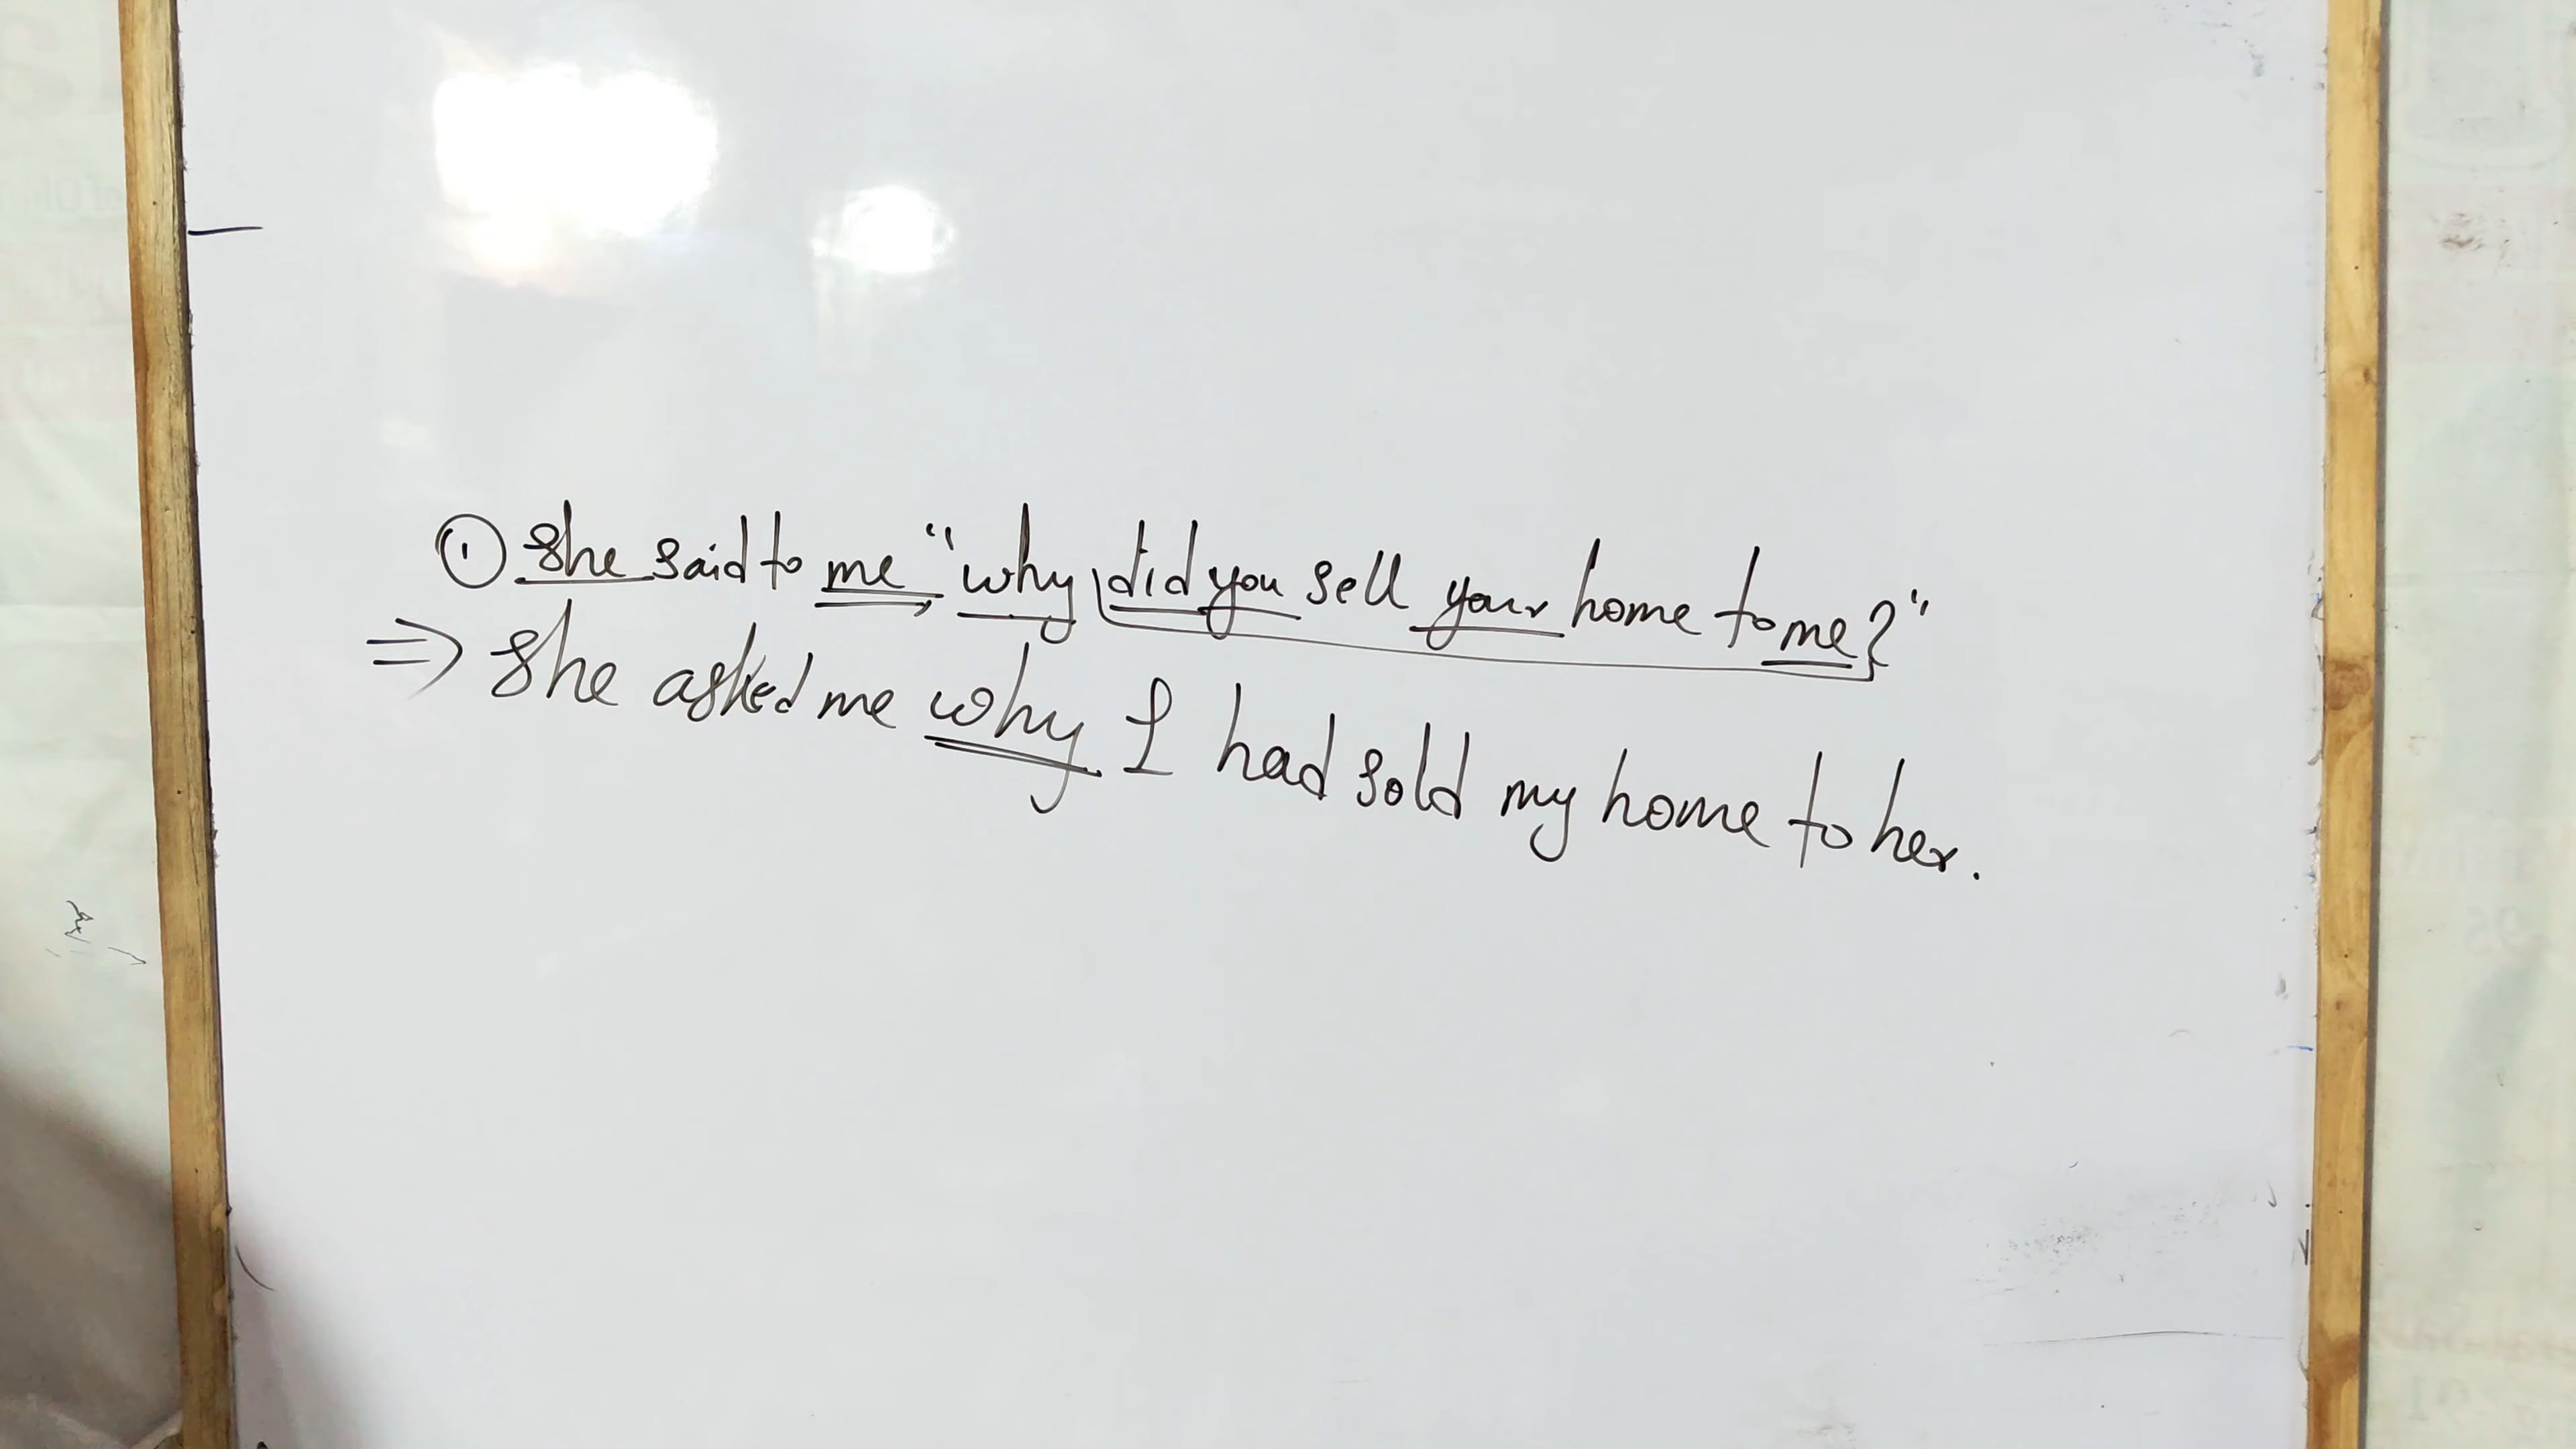 ① She said to me "why did you sell your home to me?"
⇒ She asked me why I had sold my home to her.